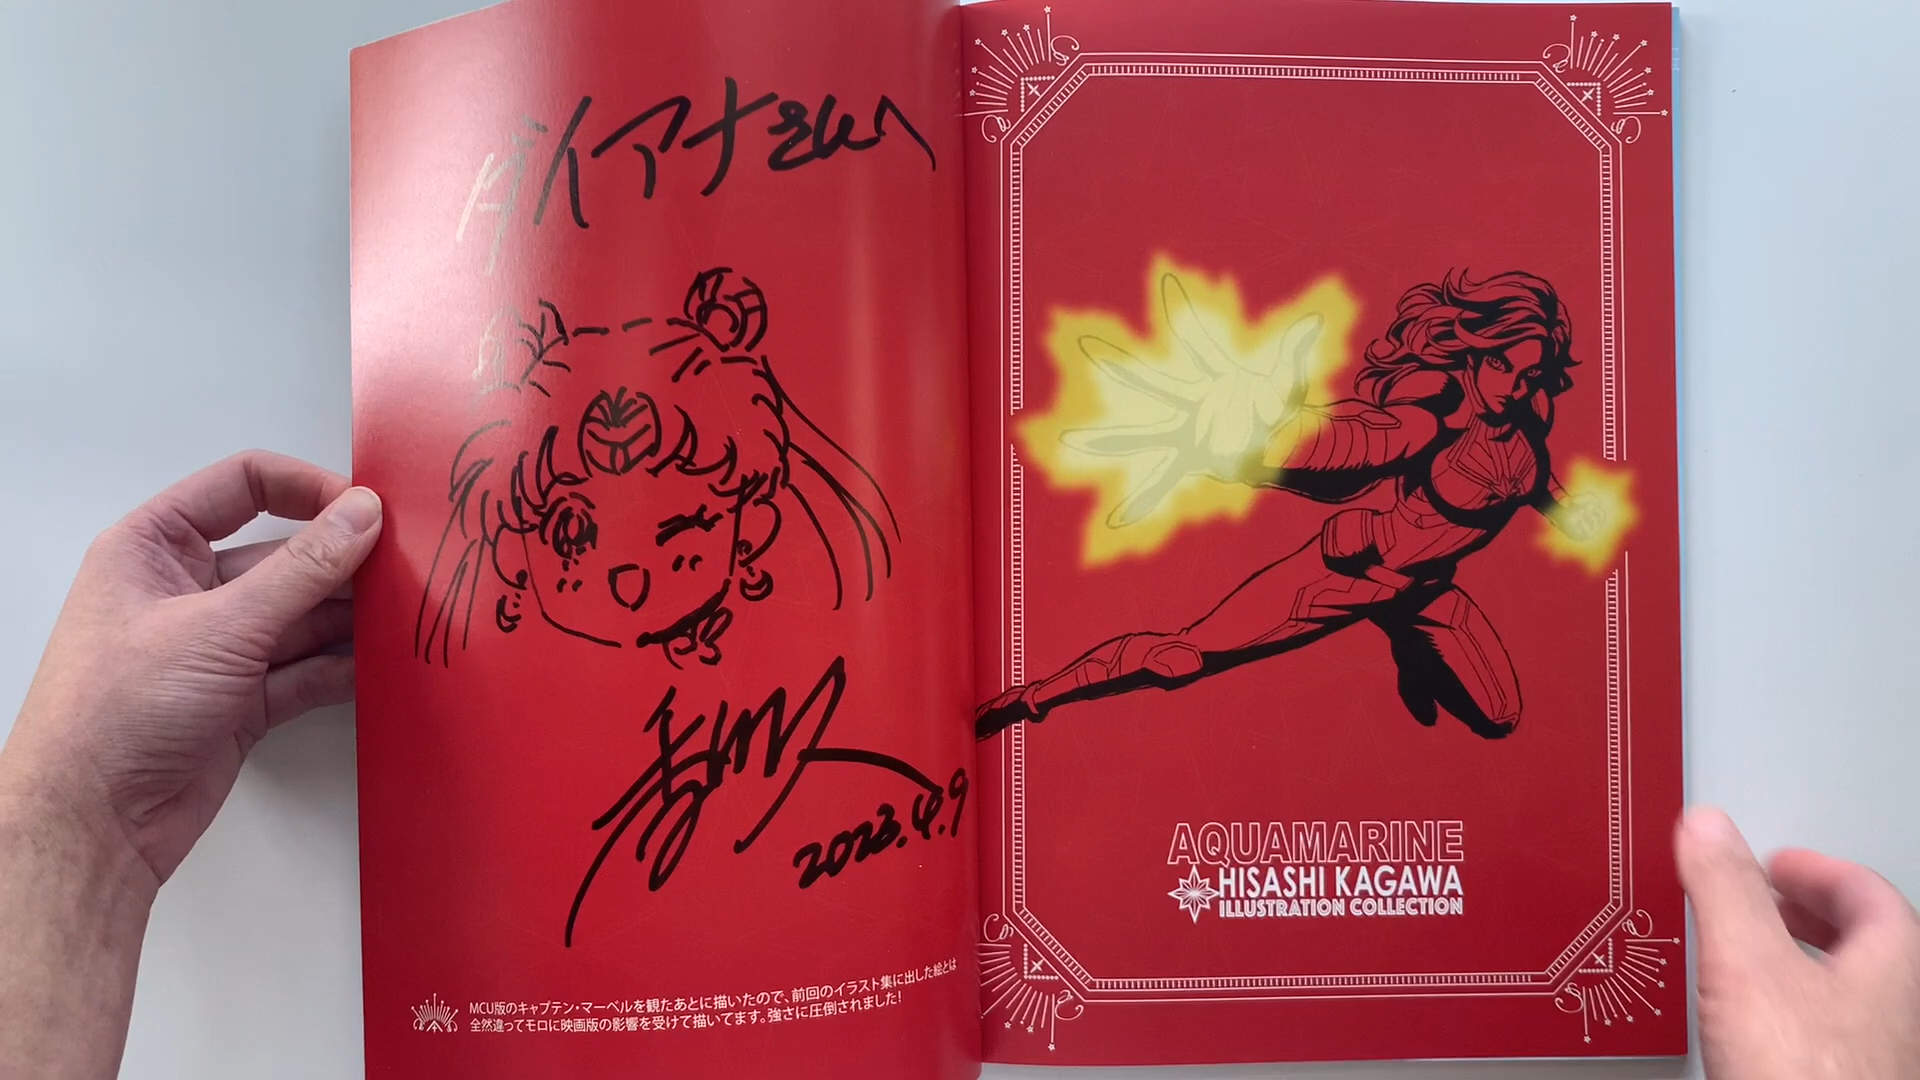 ダイアナさんへ
香川久
2023.4.9
MCU版のキャプテン・マーベルを観たあとに描いたので、前回のイラスト集に出した絵とは
全然違ってモロに映画版の影響を受けて描いてます。強さに圧倒されました!
AQUAMARINE
HISASHI KAGAWA
ILLUSTRATION COLLECTION